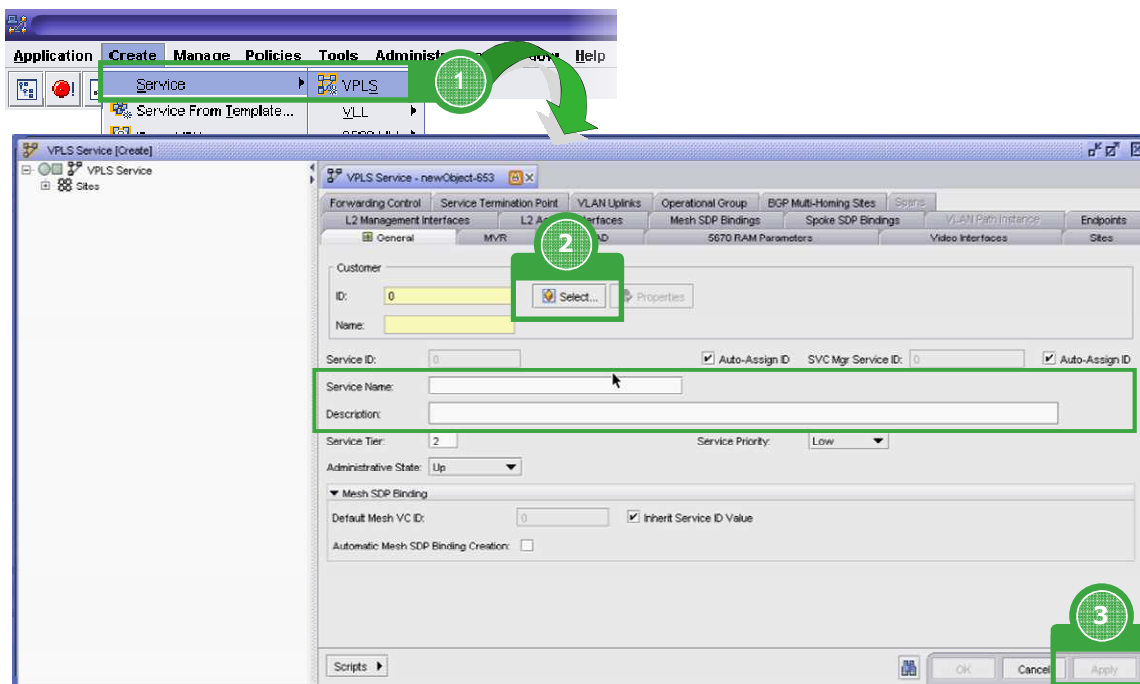 Application Create Manage Policies Tools Help
1
Service VPLS
Service From Template... VLL
VPLS Service [Create]
VPLS Service
Sites
VPLS Service - newObject-653
Forwarding Control Service Termination Point VLAN Uplinks Operational Group BGP Multi-Homing Sites Spans
L2 Management Interfaces Mesh SDP Bindings Spoke SDP Bindings VLAN Path Instance Endpoints
General MVR 5670 RAM Parameters Video Interfaces Sites
2
Customer
ID: 0 Select... Properties
Name:
Service ID: 0 Auto-Assign ID SVC Mgr Service ID: 0 Auto-Assign ID
Service Name:
Description:
Service Tier: 2 Service Priority: Low
Administrative State: Up
Mesh SDP Binding
Default Mesh VC ID: 0 Inherit Service ID Value
Automatic Mesh SDP Binding Creation:
3
Scripts OK Cancel Apply